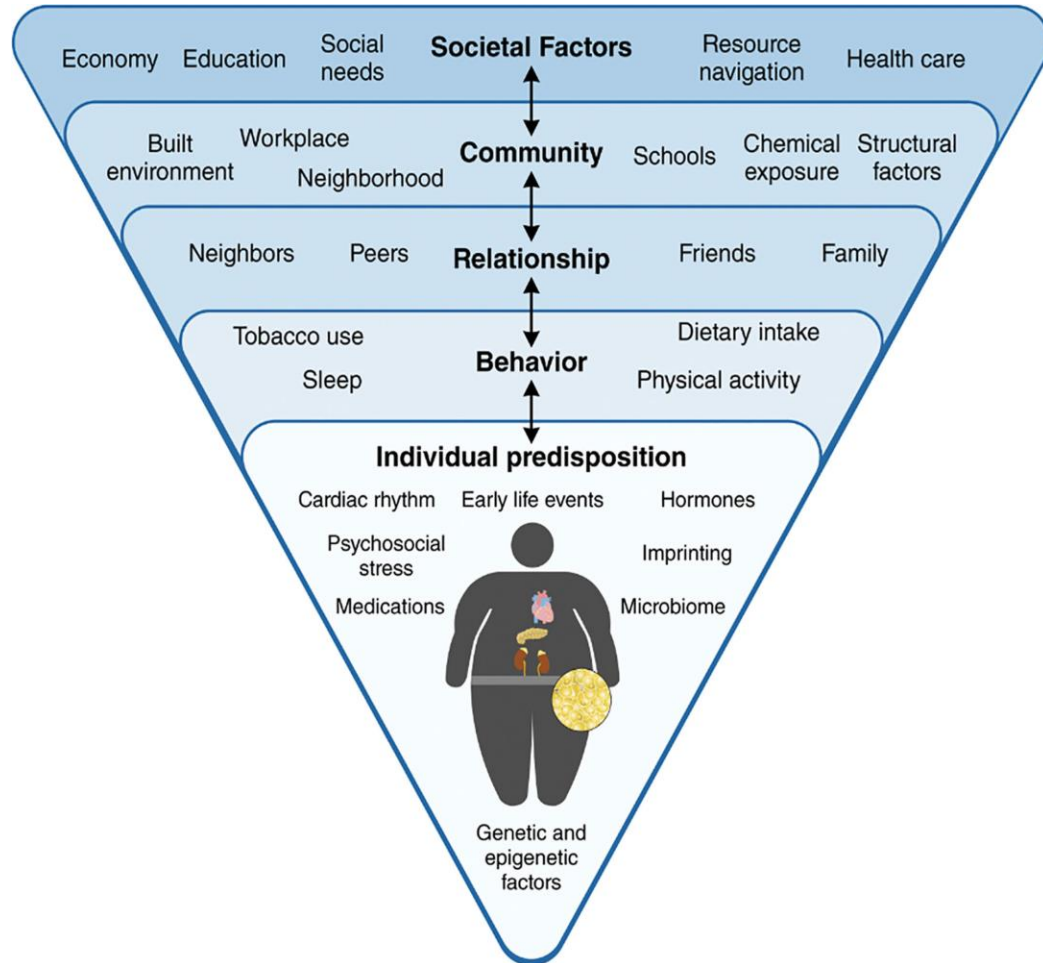 Economy
Education
Social
needs
Societal Factors
Resource
navigation
Health care
Built
environment
Workplace
Neighborhood
Community
Schools
Chemical
exposure
Structural
factors
Neighbors
Peers
Relationship
Friends
Family
Tobacco use
Sleep
Behavior
Dietary intake
Physical activity
Individual predisposition
Cardiac rhythm
Early life events
Hormones
Psychosocial
stress
Imprinting
Medications
Microbiome
Genetic and
epigenetic
factors